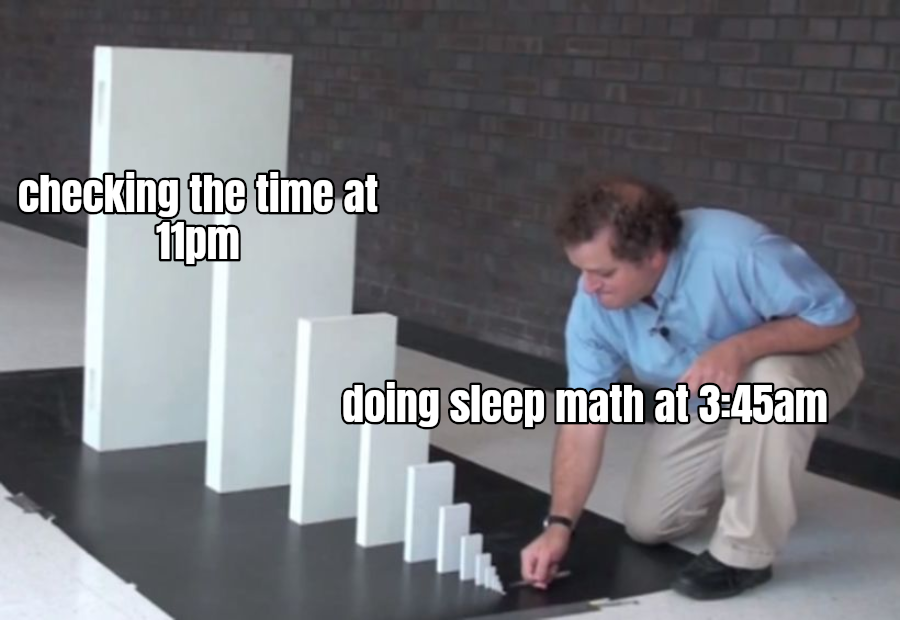 checking the time at
11pm
doing sleep math at 3:45am